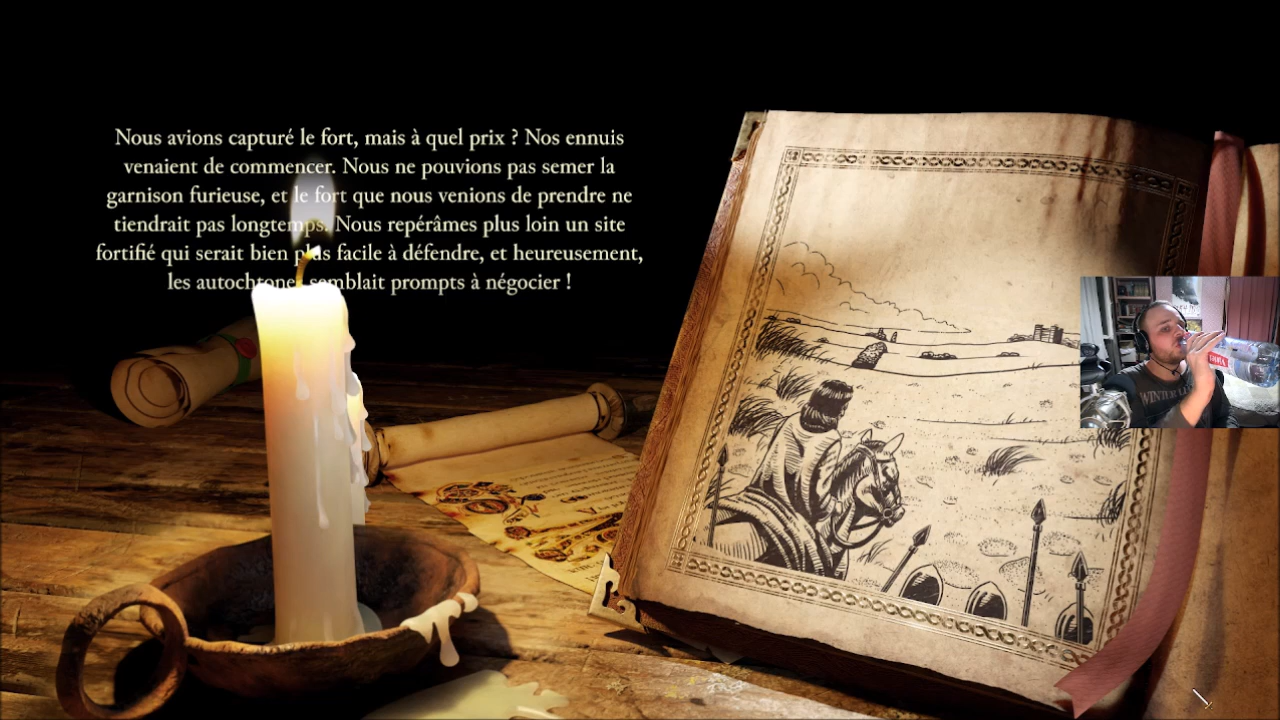 Nous avions capturé le fort, mais à quel prix ? Nos ennuis
venaient de commencer. Nous ne pouvions pas semer la
garnison furieuse, et le fort que nous venions de prendre ne
tiendrait pas longtemps. Nous repérâmes plus loin un site
fortifié qui serait bien plus facile à défendre, et heureusement,
les autochtones semblait prompts à négocier !
WINTER